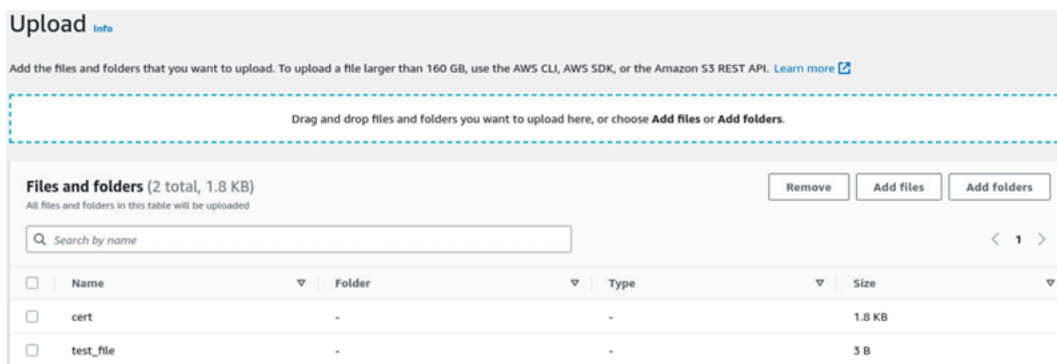 Upload Info
Add the files and folders that you want to upload. To upload a file larger than 160 GB, use the AWS CLI, AWS SDK, or the Amazon S3 REST API. Learn more
Drag and drop files and folders you want to upload here, or choose Add files or Add folders.
Files and folders (2 total, 1.8 KB)
Remove Add files Add folders
All files and folders in this table will be uploaded
Search by name
1
Name Folder Type Size
cert - - 1.8 KB
test_file - - 3 B